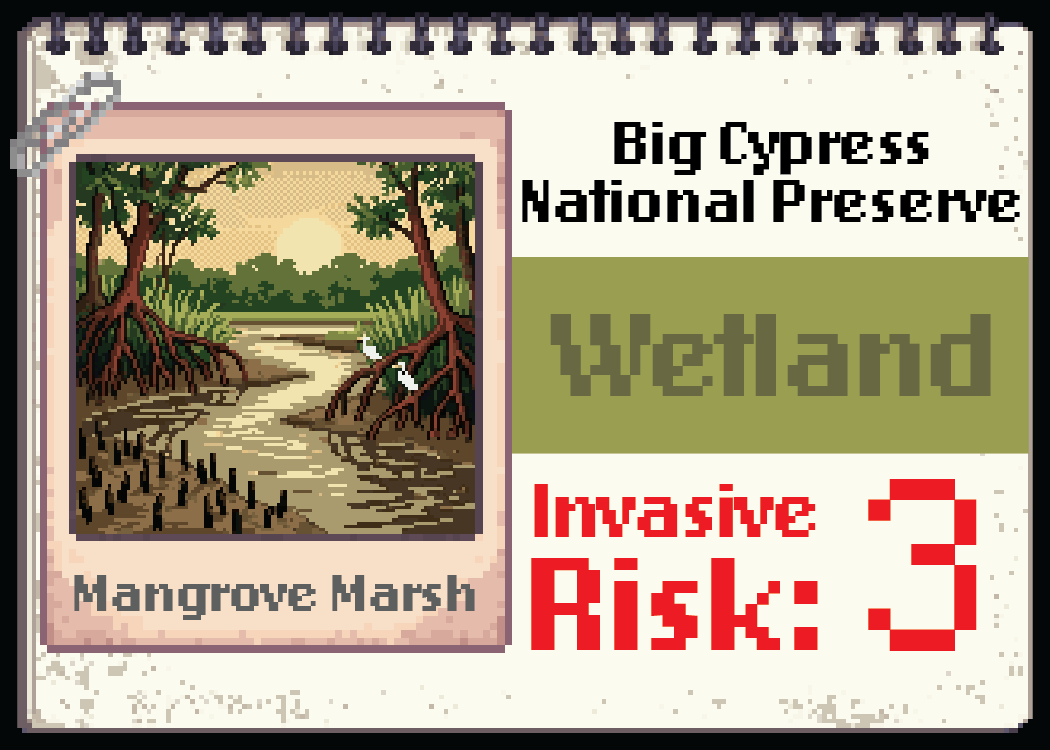 Big Cypress
National Preserve
Wetland
Mangrove Marsh
Invasive
Risk: 3